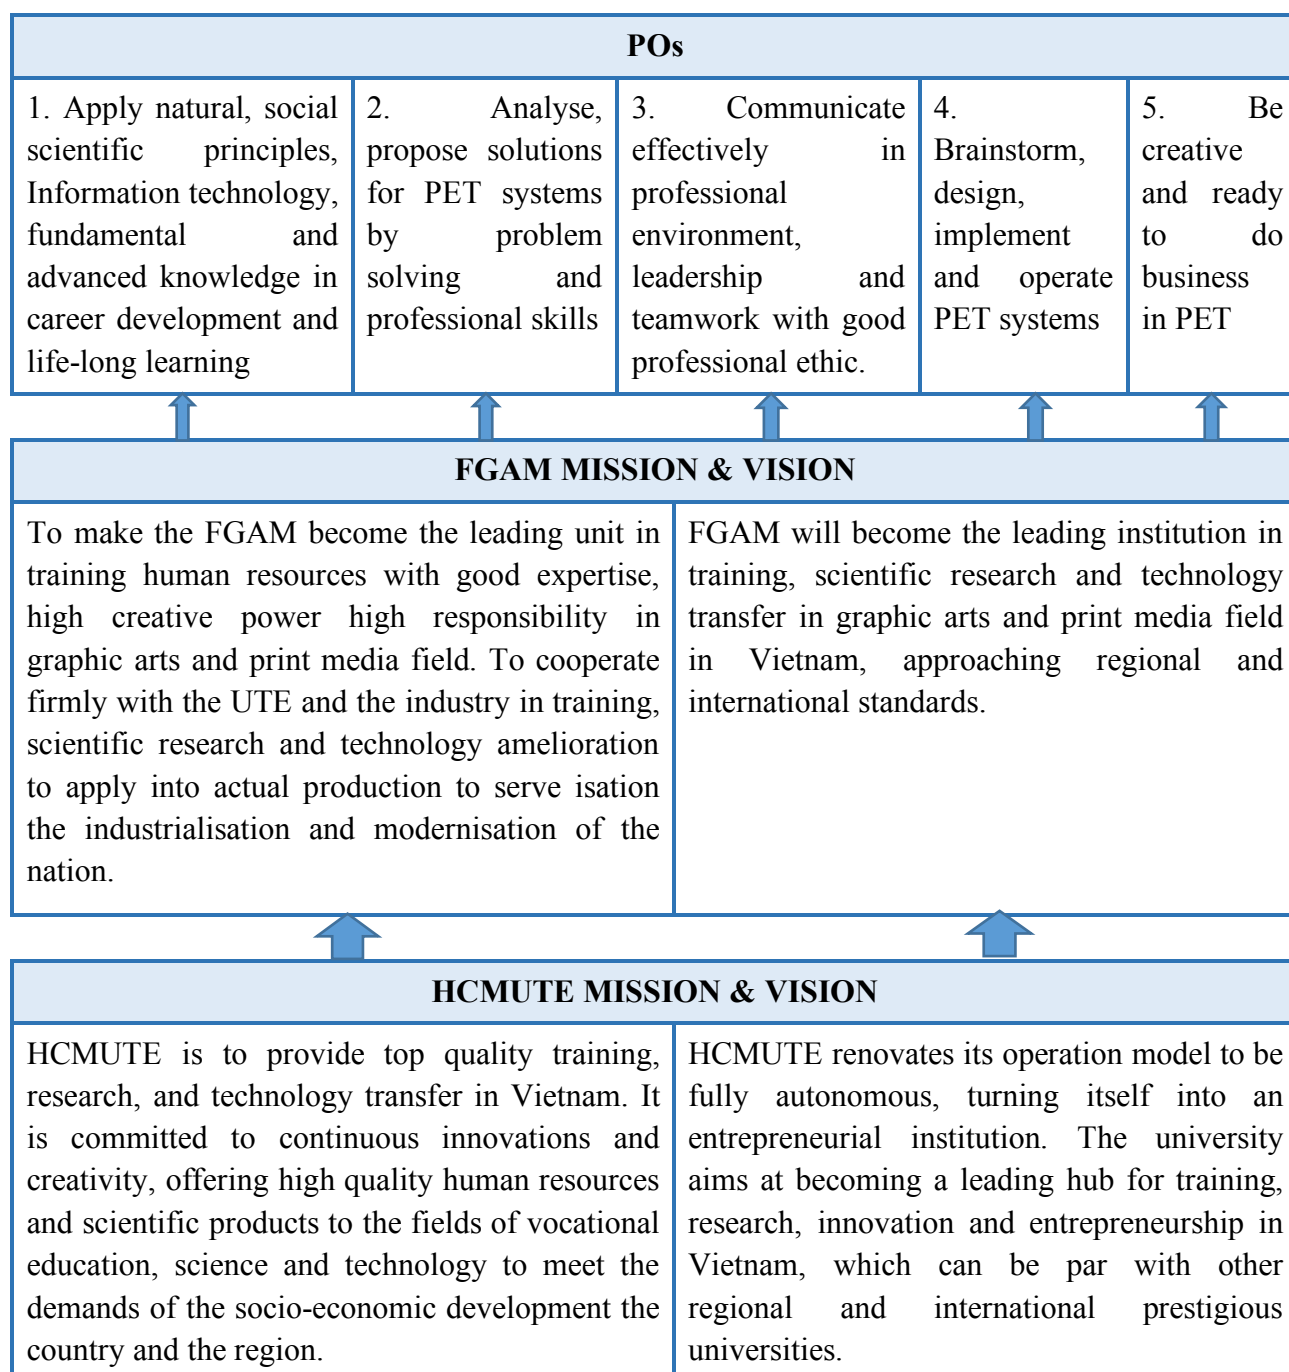 POs
1. Apply natural, social
scientific principles,
Information technology,
fundamental and
advanced knowledge in
career development and
life-long learning
2. Analyse,
propose solutions
for PET systems
by problem
solving and
professional skills
3. Communicate
effectively in
professional
environment,
leadership and
teamwork with good
professional ethic.
4.
Brainstorm,
design,
implement
and operate
PET systems
5. Be
creative
and ready
to do
business
in PET
FGAM MISSION & VISION
To make the FGAM become the leading unit in
training human resources with good expertise,
high creative power high responsibility in
graphic arts and print media field. To cooperate
firmly with the UTE and the industry in training,
scientific research and technology amelioration
to apply into actual production to serve isation
the industrialisation and modernisation of the
nation.
FGAM will become the leading institution in
training, scientific research and technology
transfer in graphic arts and print media field
in Vietnam, approaching regional and
international standards.
HCMUTE MISSION & VISION
HCMUTE is to provide top quality training,
research, and technology transfer in Vietnam. It
is committed to continuous innovations and
creativity, offering high quality human resources
and scientific products to the fields of vocational
education, science and technology to meet the
demands of the socio-economic development the
country and the region.
HCMUTE renovates its operation model to be
fully autonomous, turning itself into an
entrepreneurial institution. The university
aims at becoming a leading hub for training,
research, innovation and entrepreneurship in
Vietnam, which can be par with other
regional and international prestigious
universities.